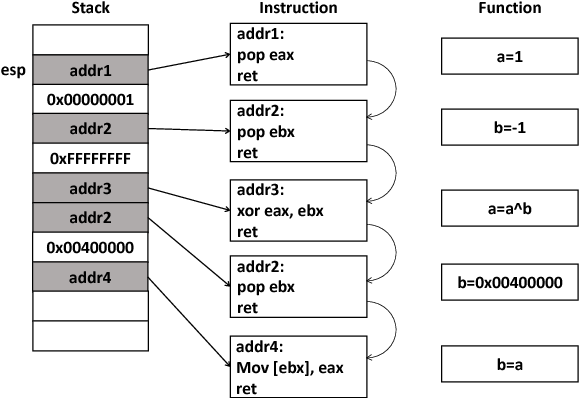 Stack
Instruction
Function
esp
addr1
0x00000001
addr2
0xFFFFFFFF
addr3
addr2
0x00400000
addr4
addr1:
pop eax
ret
addr2:
pop ebx
ret
addr3:
xor eax, ebx
ret
addr2:
pop ebx
ret
addr4:
Mov [ebx], eax
ret
a=1
b=-1
a=a^b
b=0x00400000
b=a